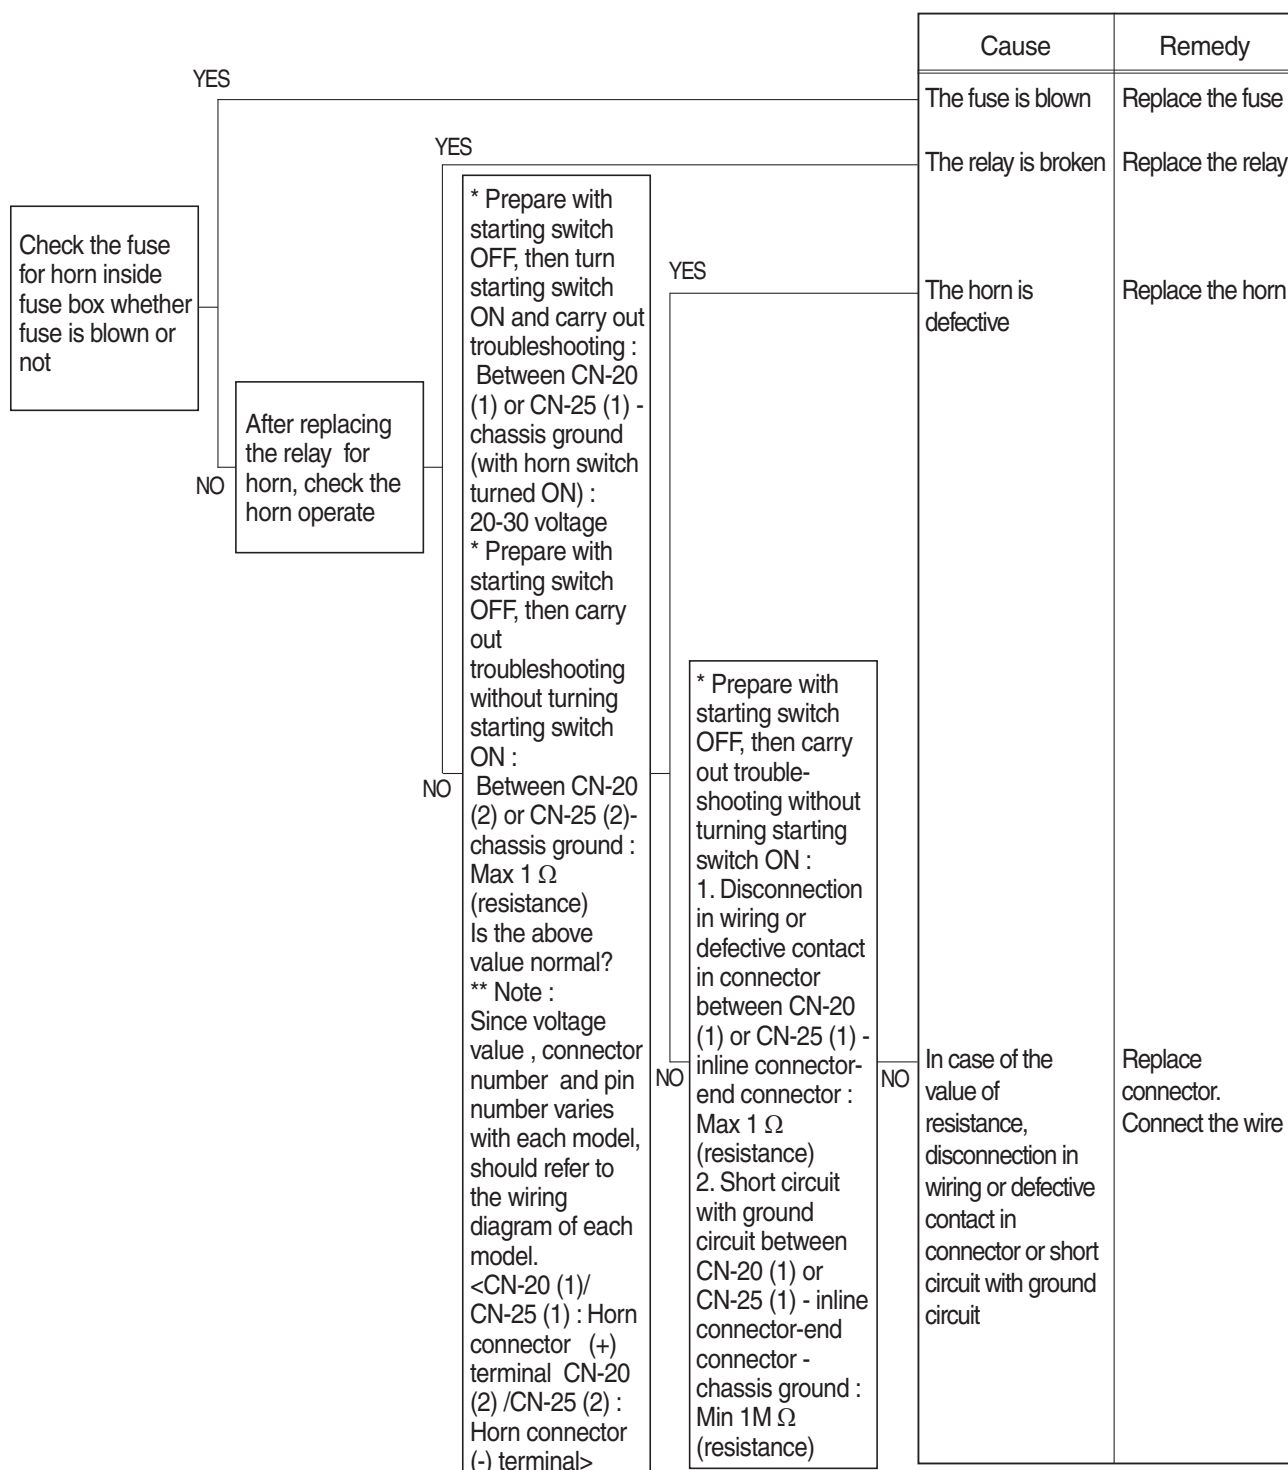 Cause
Remedy
YES
The fuse is blown
Replace the fuse
YES
The relay is broken
Replace the relay
Check the fuse
for horn inside
fuse box whether
fuse is blown or
not
NO
After replacing
the relay for
horn, check the
horn operate
* Prepare with
starting switch
OFF, then turn
starting switch
ON and carry out
troubleshooting :
Between CN-20
(1) or CN-25 (1) -
chassis ground
(with horn switch
turned ON) :
20-30 voltage
* Prepare with
starting switch
OFF, then carry
out
troubleshooting
without turning
starting switch
ON :
Between CN-20
(2) or CN-25 (2)-
chassis ground :
Max 1 Ω
(resistance)
Is the above
value normal?
** Note :
Since voltage
value , connector
number and pin
number varies
with each model,
should refer to
the wiring
diagram of each
model.
<CN-20 (1)/
CN-25 (1) : Horn
connector (+)
terminal CN-20
(2) /CN-25 (2) :
Horn connector
(-) terminal>
NO
YES
The horn is
defective
Replace the horn
NO
* Prepare with
starting switch
OFF, then carry
out trouble-
shooting without
turning starting
switch ON :
1. Disconnection
in wiring or
defective contact
in connector
between CN-20
(1) or CN-25 (1) -
inline connector-
end connector :
Max 1 Ω
(resistance)
2. Short circuit
with ground
circuit between
CN-20 (1) or
CN-25 (1) - inline
connector-end
connector -
chassis ground :
Min 1M Ω
(resistance)
NO
In case of the
value of
resistance,
disconnection in
wiring or defective
contact in
connector or short
circuit with ground
circuit
Replace
connector.
Connect the wire